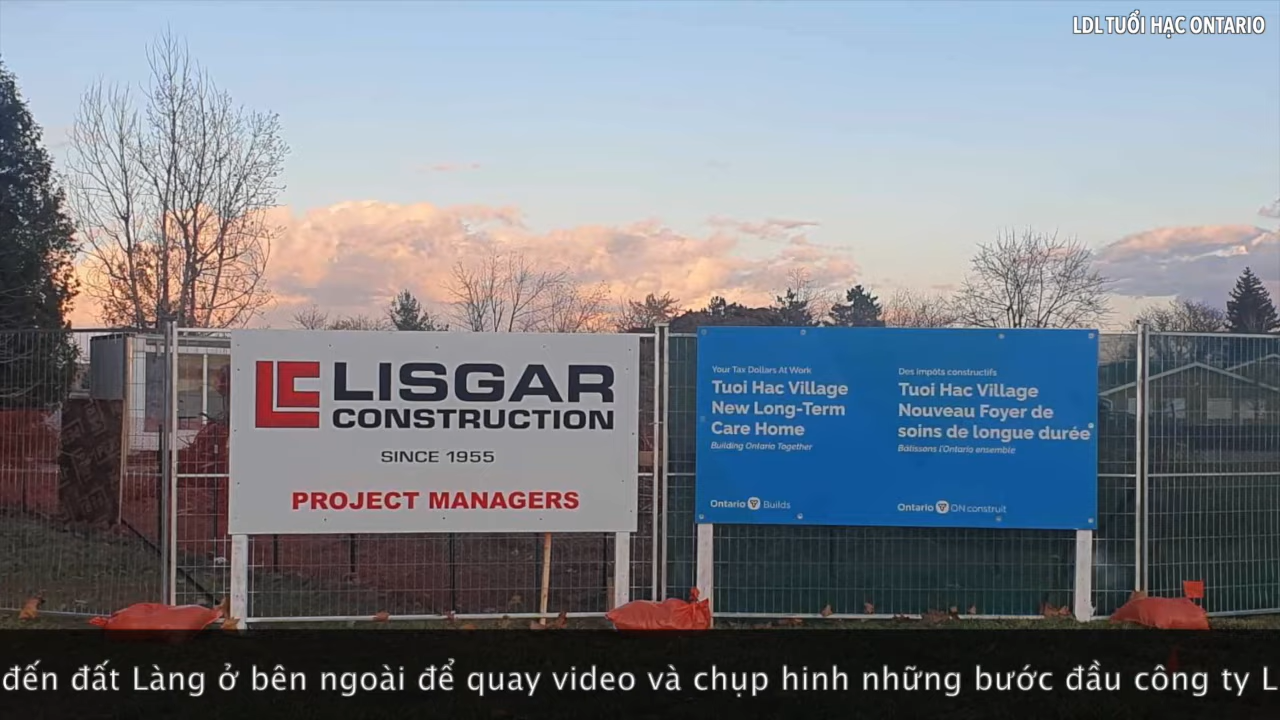 LDL TUỔI HẠC ONTARIO
LISGAR
CONSTRUCTION
SINCE 1955
PROJECT MANAGERS
Your Tax Dollars At Work
Tuoi Hac Village
New Long-Term
Care Home
Building Ontario Together
Ontario Builds
Des impôts constructifs
Tuoi Hac Village
Nouveau Foyer de
soins de longue durée
Bâtissons l'Ontario ensemble
Ontario ON construit
đến đất Làng ở bên ngoài để quay video và chụp hinh những bước đầu công ty L